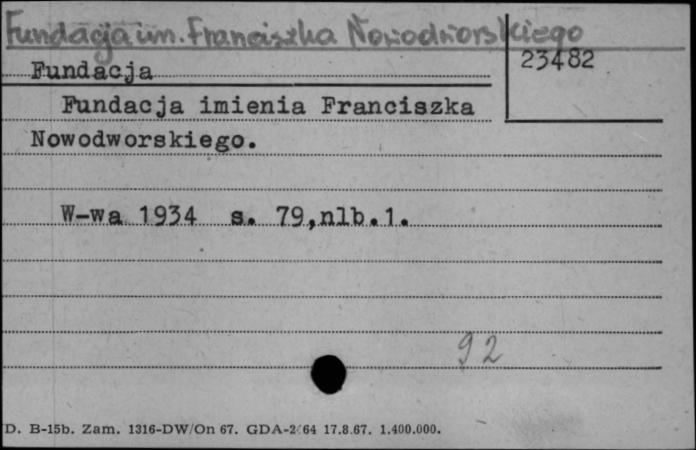 Fundacja im. Franciszka Nowodworskiego
23482
Fundacja
Fundacja imienia Franciszka
Nowodworskiego.
W-wa 1934 s. 79,nlb.1.
92
D. B-15b. Zam. 1316-DW/On 67. GDA-2/64 17.8.67. 1.400.000.